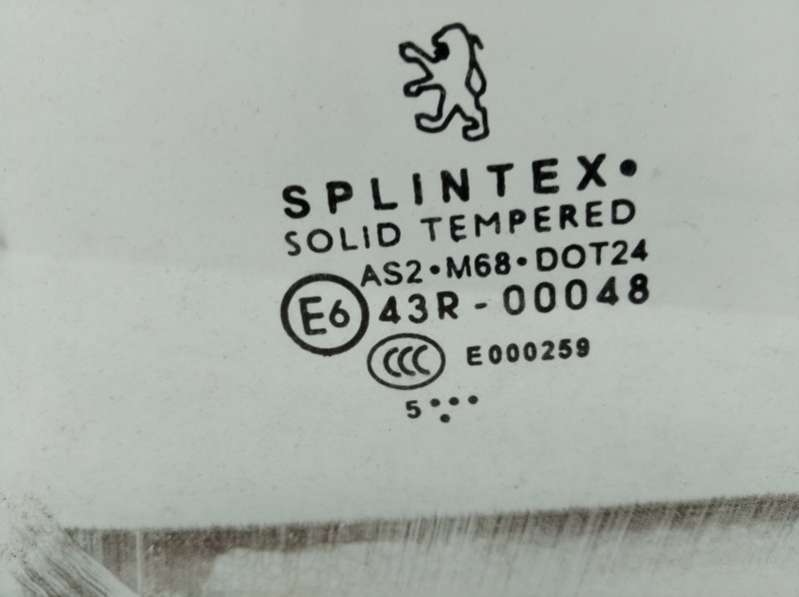 SPLINTEX•
SOLID TEMPERED
AS2•M68•DOT24
E6 43R-00048
CCC E000259
5•••
•